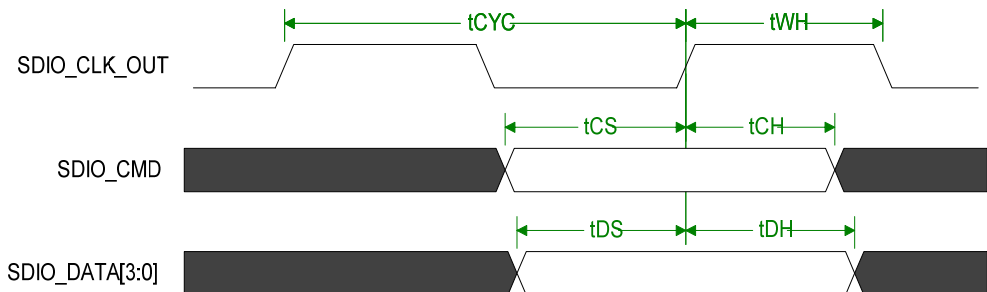 tCYC tWH
SDIO_CLK_OUT
tCS tCH
SDIO_CMD
tDS tDH
SDIO_DATA[3:0]